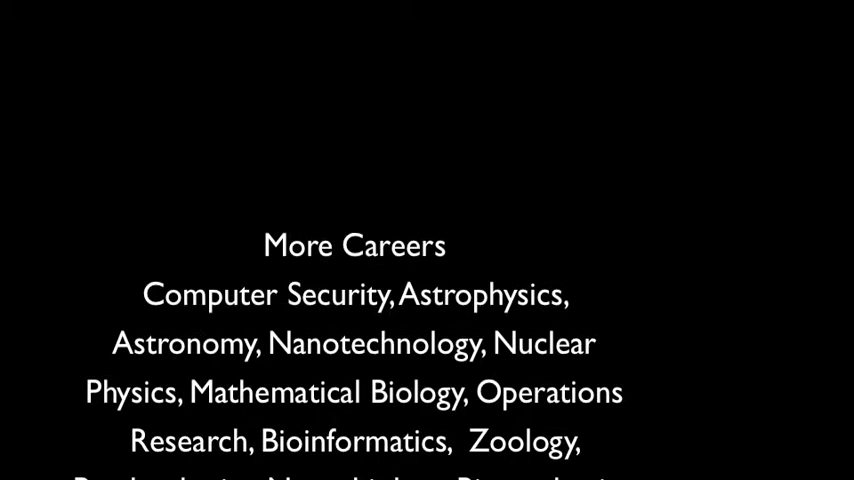 More Careers
Computer Security, Astrophysics,
Astronomy, Nanotechnology, Nuclear
Physics, Mathematical Biology, Operations
Research, Bioinformatics,  Zoology,